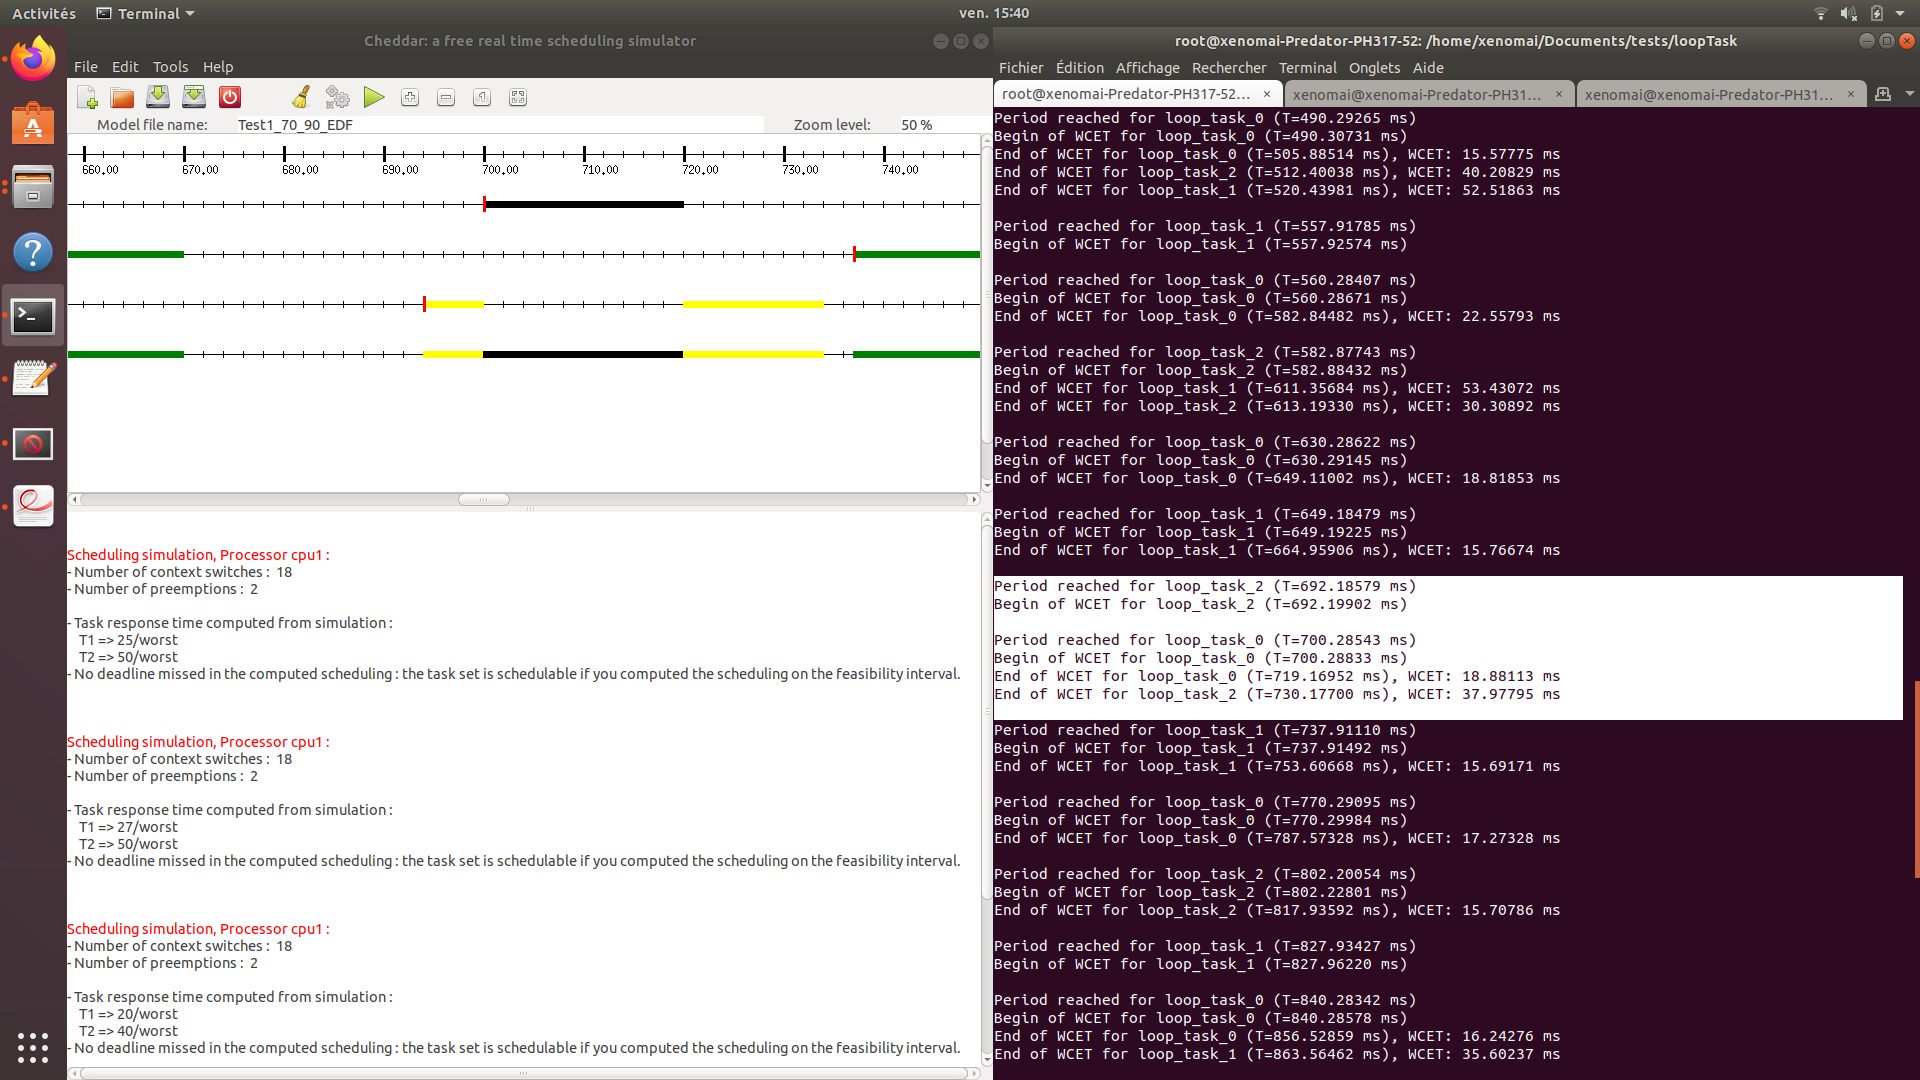 Activités
Terminal
ven. 15:40
Cheddar: a free real time scheduling simulator
File Edit Tools Help
Model file name: Test1_70_90_EDF Zoom level: 50 %
660.00 670.00 680.00 690.00 700.00 710.00 720.00 730.00 740.00
Scheduling simulation, Processor cpu1 :
- Number of context switches : 18
- Number of preemptions : 2
- Task response time computed from simulation :
T1 => 25/worst
T2 => 50/worst
- No deadline missed in the computed scheduling : the task set is schedulable if you computed the scheduling on the feasibility interval.
Scheduling simulation, Processor cpu1 :
- Number of context switches : 18
- Number of preemptions : 2
- Task response time computed from simulation :
T1 => 27/worst
T2 => 50/worst
- No deadline missed in the computed scheduling : the task set is schedulable if you computed the scheduling on the feasibility interval.
Scheduling simulation, Processor cpu1 :
- Number of context switches : 18
- Number of preemptions : 2
- Task response time computed from simulation :
T1 => 20/worst
T2 => 40/worst
- No deadline missed in the computed scheduling : the task set is schedulable if you computed the scheduling on the feasibility interval.
root@xenomai-Predator-PH317-52: /home/xenomai/Documents/tests/loopTask
Fichier Édition Affichage Rechercher Terminal Onglets Aide
root@xenomai-Predator-PH317-52... xenomai@xenomai-Predator-PH31... xenomai@xenomai-Predator-PH31...
Period reached for loop_task_0 (T=490.29265 ms)
Begin of WCET for loop_task_0 (T=490.30731 ms)
End of WCET for loop_task_0 (T=505.88514 ms), WCET: 15.57775 ms
End of WCET for loop_task_2 (T=512.40038 ms), WCET: 40.20829 ms
End of WCET for loop_task_1 (T=520.43981 ms), WCET: 52.51863 ms
Period reached for loop_task_1 (T=557.91785 ms)
Begin of WCET for loop_task_1 (T=557.92574 ms)
Period reached for loop_task_0 (T=560.28407 ms)
Begin of WCET for loop_task_0 (T=560.28671 ms)
End of WCET for loop_task_0 (T=582.84482 ms), WCET: 22.55793 ms
Period reached for loop_task_2 (T=582.87743 ms)
Begin of WCET for loop_task_2 (T=582.88432 ms)
End of WCET for loop_task_1 (T=611.35684 ms), WCET: 53.43072 ms
End of WCET for loop_task_2 (T=613.19330 ms), WCET: 30.30892 ms
Period reached for loop_task_0 (T=630.28622 ms)
Begin of WCET for loop_task_0 (T=630.29145 ms)
End of WCET for loop_task_0 (T=649.11002 ms), WCET: 18.81853 ms
Period reached for loop_task_1 (T=649.18479 ms)
Begin of WCET for loop_task_1 (T=649.19225 ms)
End of WCET for loop_task_1 (T=664.95906 ms), WCET: 15.76674 ms
Period reached for loop_task_2 (T=692.18579 ms)
Begin of WCET for loop_task_2 (T=692.19902 ms)
Period reached for loop_task_0 (T=700.28543 ms)
Begin of WCET for loop_task_0 (T=700.28833 ms)
End of WCET for loop_task_0 (T=719.16952 ms), WCET: 18.88113 ms
End of WCET for loop_task_2 (T=730.17700 ms), WCET: 37.97795 ms
Period reached for loop_task_1 (T=737.91110 ms)
Begin of WCET for loop_task_1 (T=737.91492 ms)
End of WCET for loop_task_1 (T=753.60668 ms), WCET: 15.69171 ms
Period reached for loop_task_0 (T=770.29095 ms)
Begin of WCET for loop_task_0 (T=770.29984 ms)
End of WCET for loop_task_0 (T=787.57328 ms), WCET: 17.27328 ms
Period reached for loop_task_2 (T=802.20054 ms)
Begin of WCET for loop_task_2 (T=802.22801 ms)
End of WCET for loop_task_2 (T=817.93592 ms), WCET: 15.70786 ms
Period reached for loop_task_1 (T=827.93427 ms)
Begin of WCET for loop_task_1 (T=827.96220 ms)
Period reached for loop_task_0 (T=840.28342 ms)
Begin of WCET for loop_task_0 (T=840.28578 ms)
End of WCET for loop_task_0 (T=856.52859 ms), WCET: 16.24276 ms
End of WCET for loop_task_1 (T=863.56462 ms), WCET: 35.60237 ms